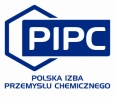 PIPC
POLSKA IZBA
PRZEMYSŁU CHEMICZNEGO